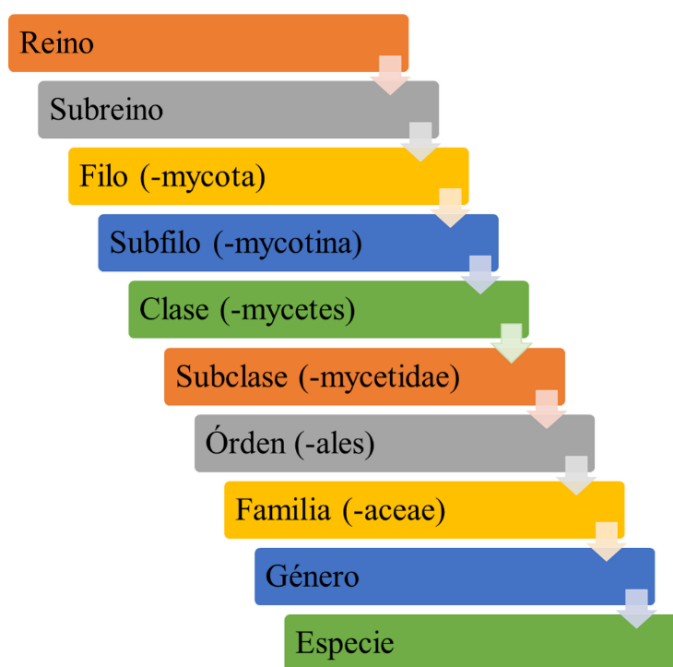 Reino
Subreino
Filo (-mycota)
Subfilo (-mycotina)
Clase (-mycetes)
Subclase (-mycetidae)
Órden (-ales)
Familia (-aceae)
Género
Especie